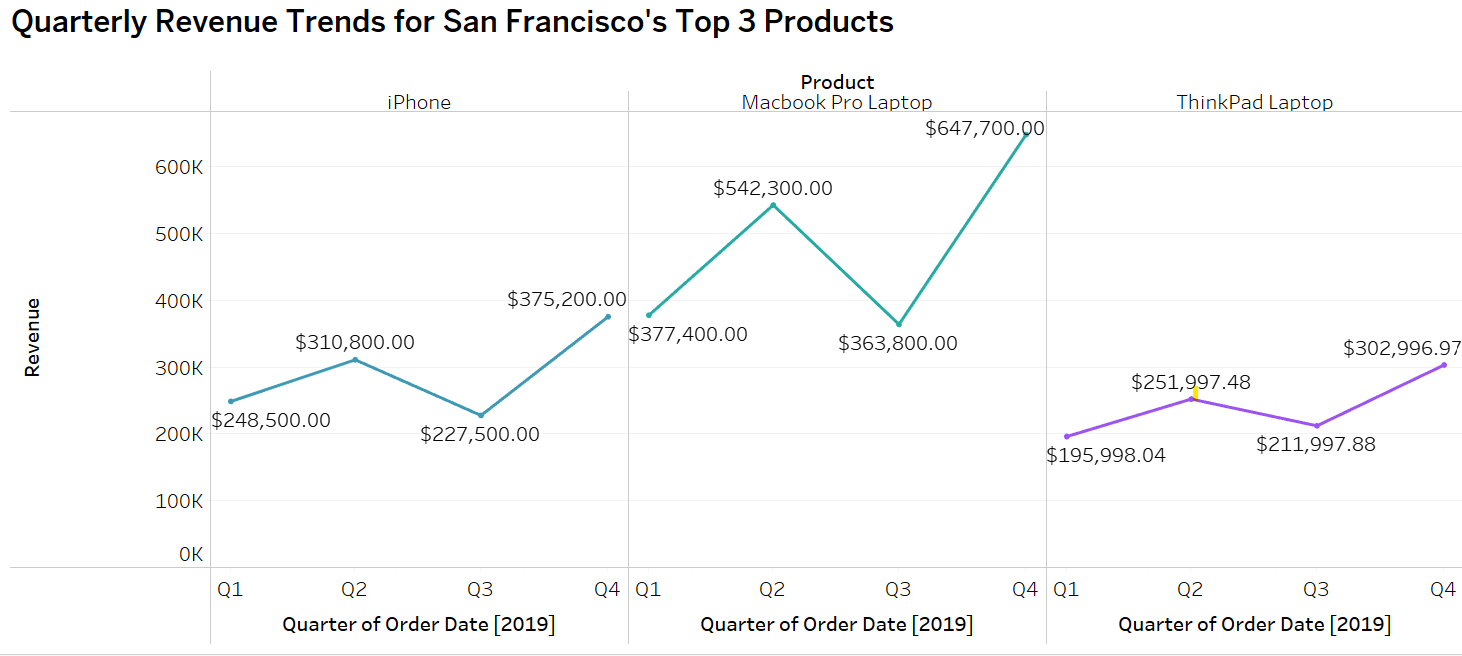 Quarterly Revenue Trends for San Francisco's Top 3 Products
Product
iPhone
Macbook Pro Laptop
ThinkPad Laptop
Revenue
600K
500K
400K
300K
200K
100K
0K
$248,500.00
$310,800.00
$227,500.00
$375,200.00
$377,400.00
$542,300.00
$363,800.00
$647,700.00
$195,998.04
$251,997.48
$211,997.88
$302,996.97
Q1 Q2 Q3 Q4 Q1 Q2 Q3 Q4 Q1 Q2 Q3 Q4
Quarter of Order Date [2019] Quarter of Order Date [2019] Quarter of Order Date [2019]